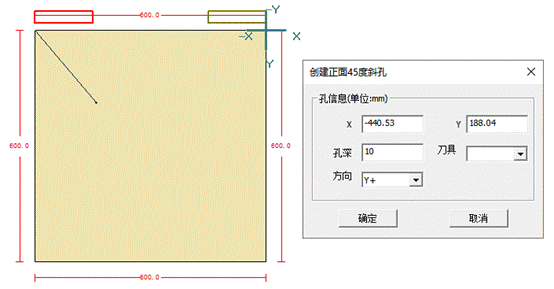 600.0
-Y
-X
X
Y
600.0
600.0
600.0
创建正面45度斜孔
孔信息(单位:mm)
X -440.53 Y 188.04
孔深 10 刀具
方向 Y+
确定 取消